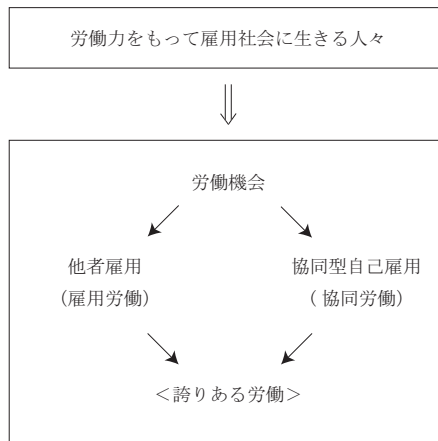 労働力をもって雇用社会に生きる人々
労働機会
他者雇用
協同型自己雇用
(雇用労働)
( 協同労働)
<誇りある労働>